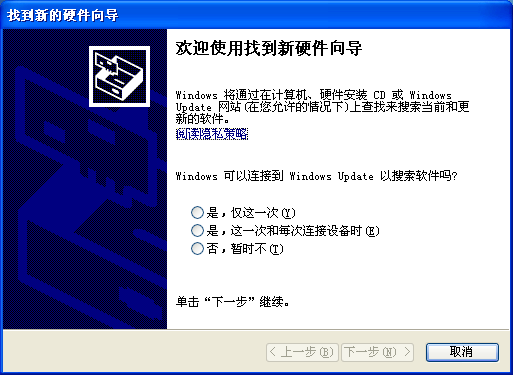 找到新的硬件向导
欢迎使用找到新硬件向导
Windows 将通过在计算机、硬件安装 CD 或 Windows
Update 网站(在您允许的情况下)上查找来搜索当前和更
新的软件。
阅读隐私策略
Windows 可以连接到 Windows Update 以搜索软件吗?
是，仅这一次(Y)
是，这一次和每次连接设备时(E)
否，暂时不(T)
单击“下一步”继续。
< 上一步(B) 下一步(N) > 取消